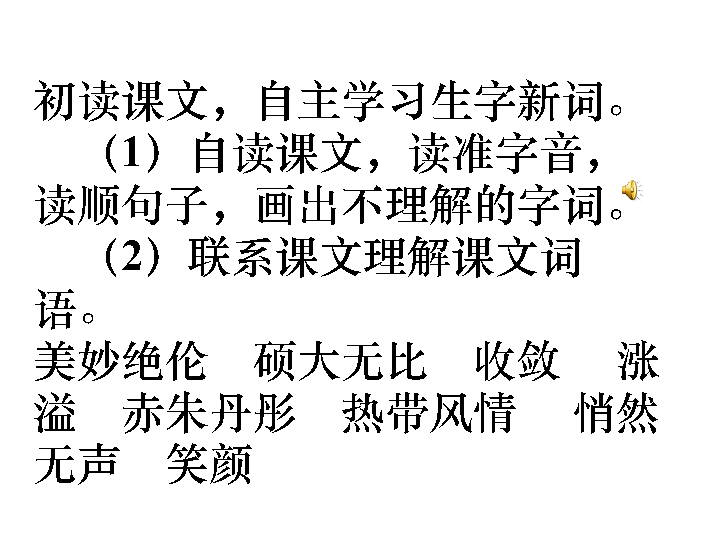 初读课文，自主学习生字新词。
（1）自读课文，读准字音，
读顺句子，画出不理解的字词。
（2）联系课文理解课文词
语。
美妙绝伦　硕大无比　收敛　涨
溢　赤朱丹彤　热带风情　悄然
无声　笑颜